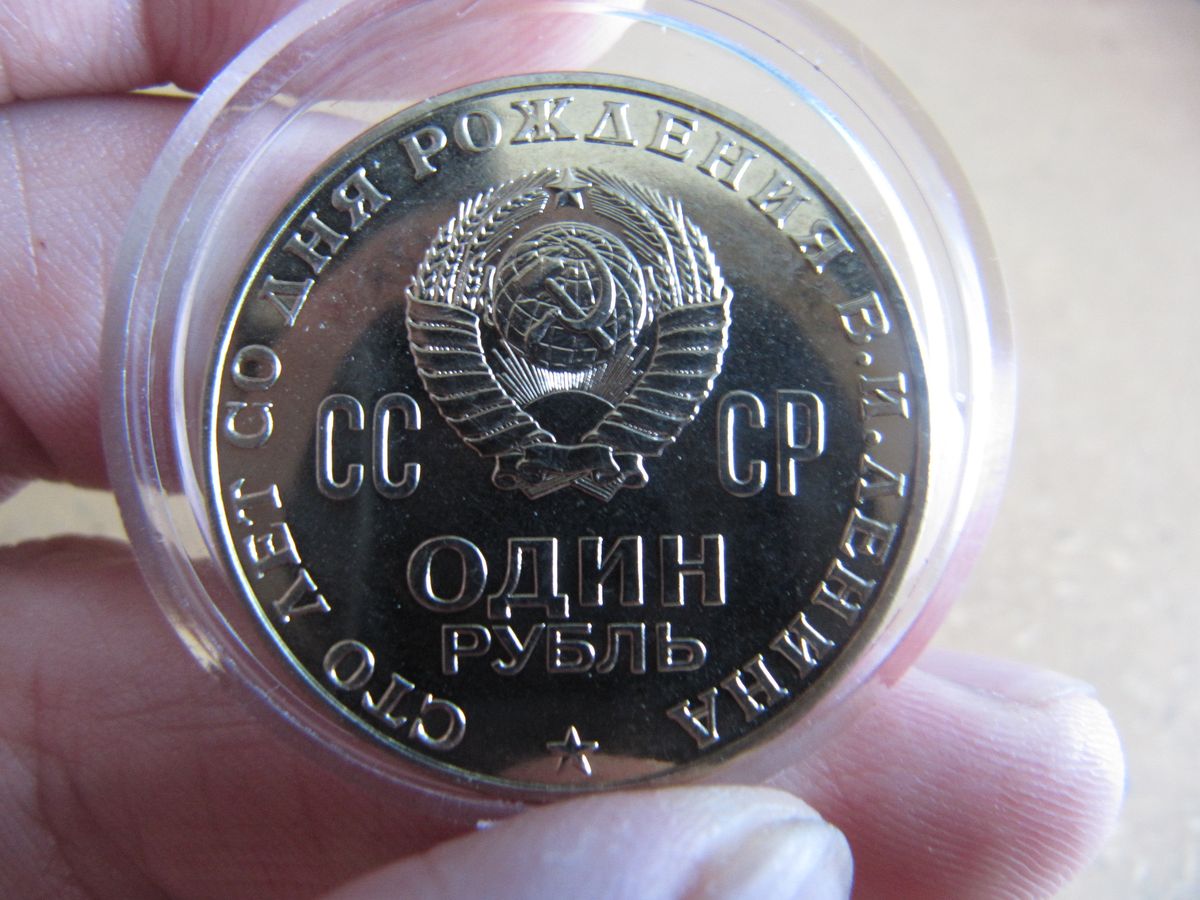 СТО ЛЕТ СО ДНЯ РОЖДЕНИЯ В.И.ЛЕНИНА
СС СР
ОДИН
РУБЛЬ